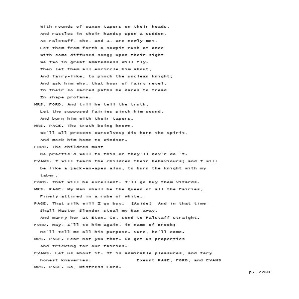 With rounds of waxen tapers on their heads,
And rattles in their hands; upon a sudden,
As Falstaff, she, and I, are newly met,
Let them from forth a sawpit rush at once
With some diffused song; upon their sight
We two in great amazedness will fly.
Then let them all encircle him about,
And fairy-like, to pinch the unclean knight;
And ask him why, that hour of fairy revel,
In their so sacred paths he dares to tread
In shape profane.
MRS. FORD. And till he tell the truth,
Let the supposed fairies pinch him sound,
And burn him with their tapers.
MRS. PAGE. The truth being known,
We'll all present ourselves; dis-horn the spirit,
And mock him home to Windsor.
FORD. The children must
Be practis'd well to this or they'll nev'r do 't.
EVANS. I will teach the children their behaviours; and I will
be like a jack-an-apes also, to burn the knight with my
taber.
FORD. That will be excellent. I'll go buy them vizards.
MRS. PAGE. My Nan shall be the Queen of all the Fairies,
Finely attired in a robe of white.
PAGE. That silk will I go buy. [Aside] And in that time
Shall Master Slender steal my Nan away,
And marry her at Eton. Go, send to Falstaff straight.
FORD. Nay, I'll to him again, in name of Brook;
He'll tell me all his purpose. Sure, he'll come.
MRS. PAGE. Fear not you that. Go get us properties
And tricking for our fairies.
EVANS. Let us about it. It is admirable pleasures, and fery
honest knaveries. Exeunt PAGE, FORD, and EVANS
MRS. PAGE. Go, Mistress Ford.